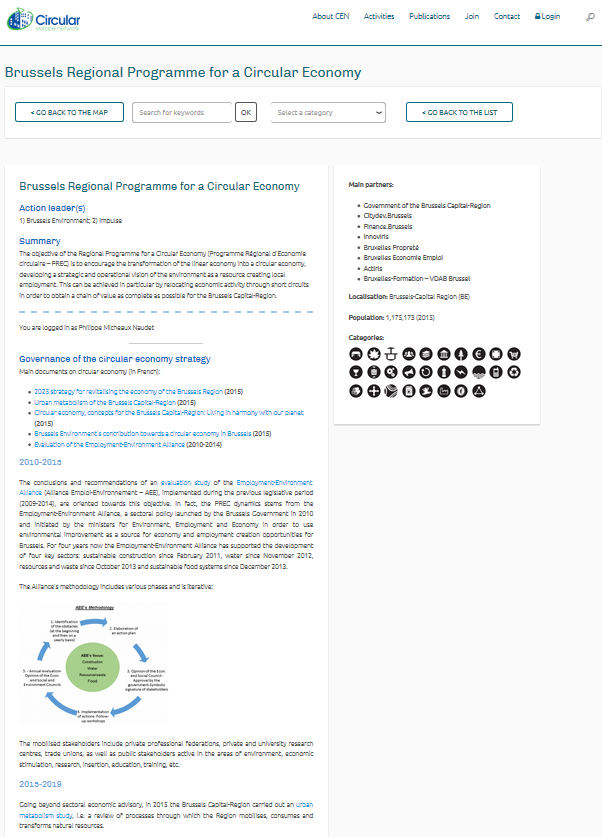 Circular
europe network
About CEN
Activities
Publications
Join
Contact
Login
Brussels Regional Programme for a Circular Economy
< GO BACK TO THE MAP
Search for keywords
OK
Select a category
< GO BACK TO THE LIST
Brussels Regional Programme for a Circular Economy
Action leader(s)
1) Brussels Environment; 2) Impulse
Summary
The objective of the Regional Programme for a Circular Economy (Programme Régional d'Economie
circulaire – PREC) is to encourage the transformation of the linear economy into a circular economy,
developing a strategic and operational vision of the environment as a resource creating local
employment. This can be achieved in particular by relocating economic activity through short circuits
in order to obtain a chain of value as complete as possible for the Brussels Capital-Region.
You are logged in as Philippe Micheaux Naudet
Governance of the circular economy strategy
Main documents on circular economy (in French):
2025 strategy for revitalising the economy of the Brussels Region (2015)
Urban metabolism of the Brussels Capital-Region (2015)
Circular economy, concepts for the Brussels Capital-Region: Living in harmony with our planet
(2015)
Brussels Environment's contribution towards a circular economy in Brussels (2015)
Evaluation of the Employment-Environment Alliance (2010-2014)
2010-2015
The conclusions and recommendations of an evaluation study of the Employment-Environment
Alliance (Alliance Emploi-Environnement – AEE), implemented during the previous legislative period
(2009-2014), are oriented towards this objective. In fact, the PREC dynamics stems from the
Employment-Environment Alliance, a sectoral policy launched by the Brussels Government in 2010
and initiated by the ministers for Environment, Employment and Economy in order to use
environmental improvement as a source for economy and employment creation opportunities for
Brussels. For four years now the Employment-Environment Alliance has supported the development
of four key sectors: sustainable construction since February 2011, water since November 2012,
resources and waste since October 2013 and sustainable food systems since December 2013.
The Alliance's methodology includes various phases and is iterative:
AEE's Methodology
1. Identification
of the obstacles
(at the beginning
and then on a
yearly basis)
2. Elaboration of
an action plan
AEE's Focus:
Construction
Water
Resource/waste
Food
3. Opinion of the Econ.
and Social Council -
Approval by the
government-Symbolic
signature of stakeholders
4. Implementation
of actions- Follow-
up workshops
5. - Annual evaluation-
Opinion of the Econ.
and Social and
Environment Councils
The mobilised stakeholders include private professional federations, private and university research
centres, trade unions, as well as public stakeholders active in the areas of environment, economic
stimulation, research, insertion, education, training, etc.
2015-2019
Going beyond sectoral economic advisory, in 2015 the Brussels Capital-Region carried out an urban
metabolism study, i.e. a review of processes through which the Region mobilises, consumes and
transforms natural resources.
Main partners:
Government of the Brussels Capital-Region
Citydev.Brussels
Finance.Brussels
Innoviris
Bruxelles Propreté
Bruxelles Economie Emploi
Actiris
Bruxelles-Formation – VDAB Brussel
Localisation: Brussels-Capital Region (BE)
Population: 1,175,173 (2015)
Categories: